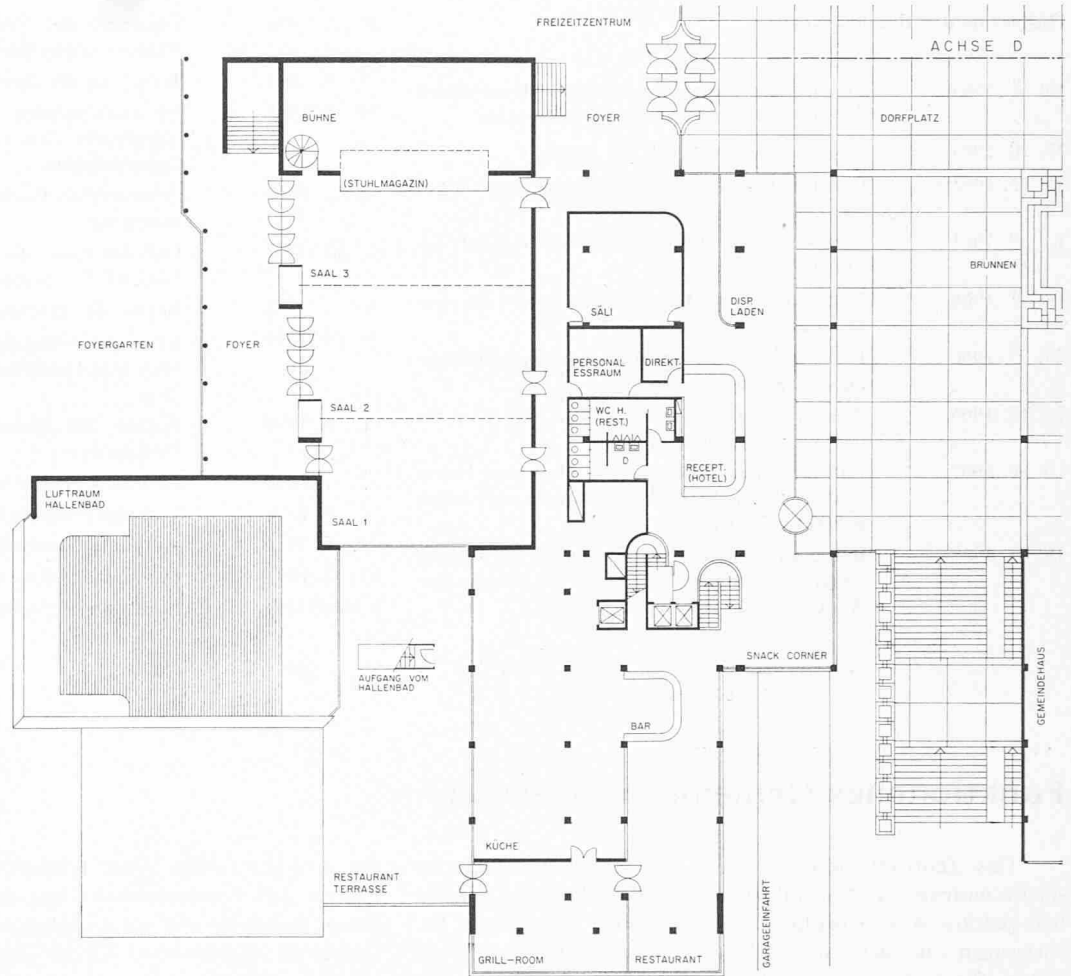 FREIZEITZENTRUM
ACHSE D
BÜHNE
FOYER
DORFPLATZ
(STUHLMAGAZIN)
SAAL 3
BRUNNEN
SÄLI
DISP.
LADEN
FOYERGARTEN
FOYER
PERSONAL
ESSRAUM
DIREKT.
SAAL 2
WC H.
(REST.)
D
RECEPT.
(HOTEL)
LUFTRAUM
HALLENBAD
SAAL 1
SNACK CORNER
AUFGANG VOM
HALLENBAD
GEMEINDEHAUS
BAR
KÜCHE
RESTAURANT
TERRASSE
GARAGEEINFAHRT
GRILL-ROOM
RESTAURANT